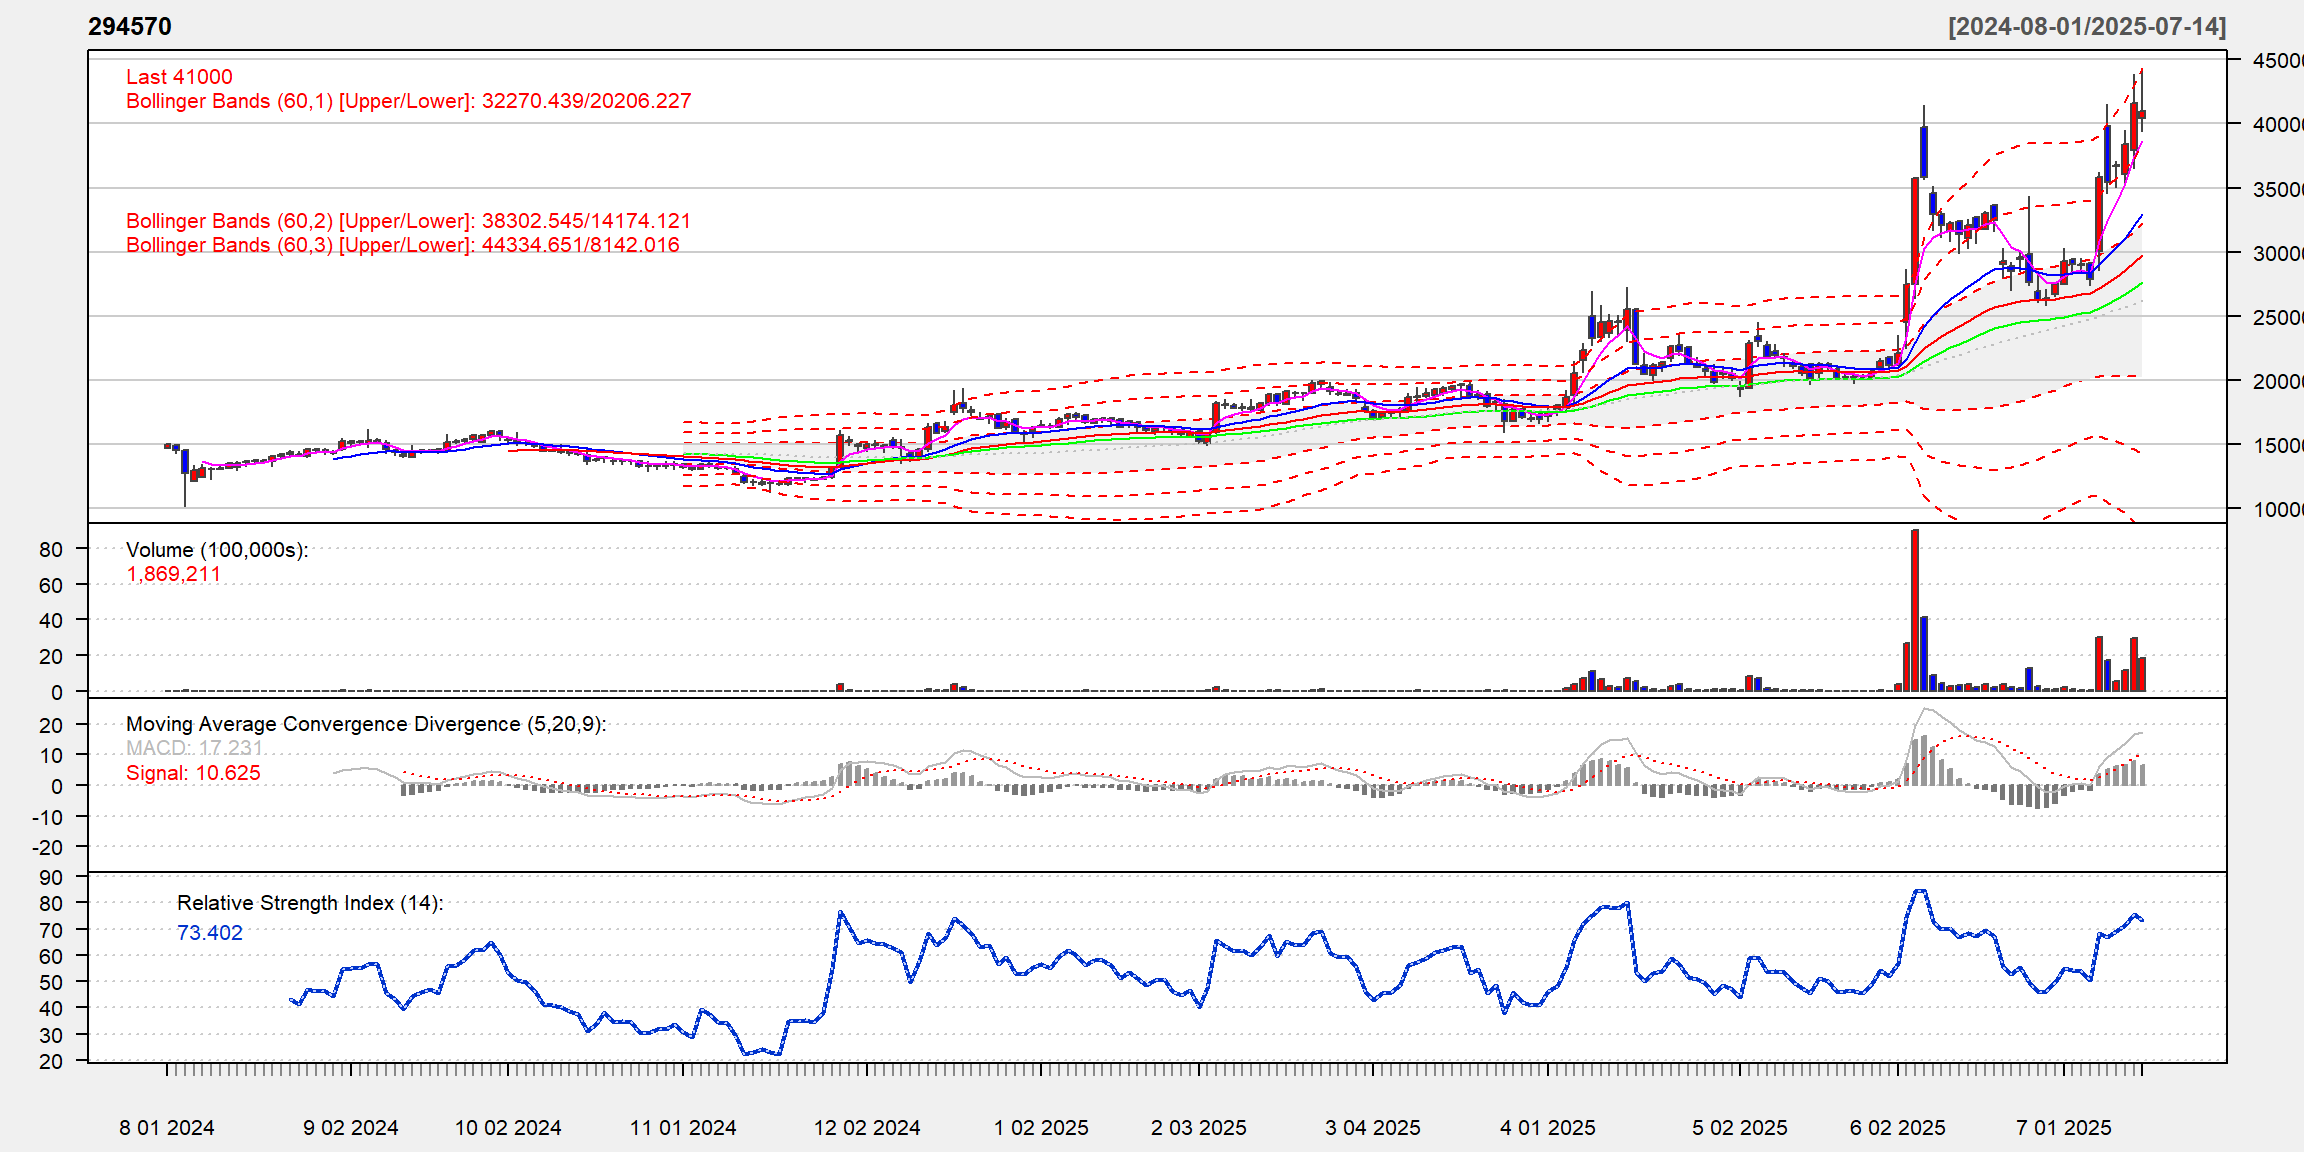 294570
[2024-08-01/2025-07-14]
Last 41000
Bollinger Bands (60,1) [Upper/Lower]: 32270.439/20206.227
Bollinger Bands (60,2) [Upper/Lower]: 38302.545/14174.121
Bollinger Bands (60,3) [Upper/Lower]: 44334.651/8142.016
45000
40000
35000
30000
25000
20000
15000
10000
Volume (100,000s):
1,869,211
80
60
40
20
0
Moving Average Convergence Divergence (5,20,9):
MACD: 17.231
Signal: 10.625
20
10
0
-10
-20
Relative Strength Index (14):
73.402
90
80
70
60
50
40
30
20
8 01 2024
9 02 2024
10 02 2024
11 01 2024
12 02 2024
1 02 2025
2 03 2025
3 04 2025
4 01 2025
5 02 2025
6 02 2025
7 01 2025